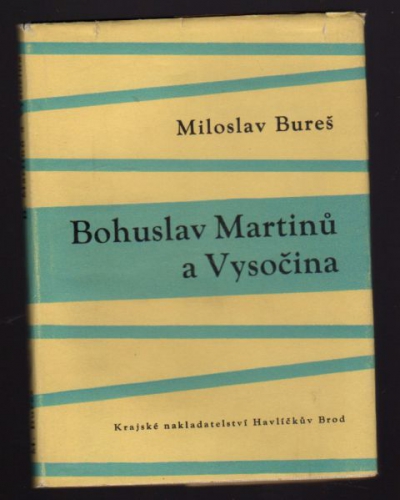 Miloslav Bureš
Bohuslav Martinů
a Vysočina
Krajské nakladatelství Havlíčkův Brod